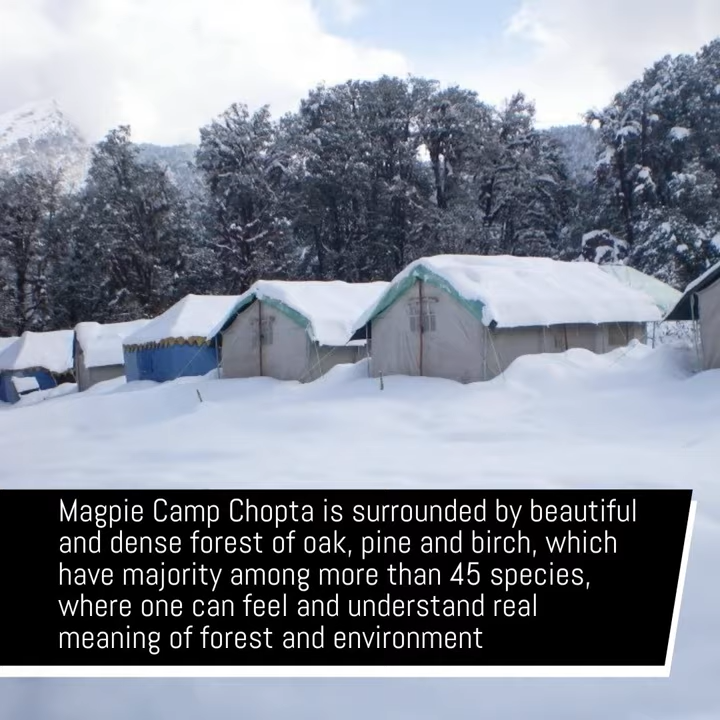 Magpie Camp Chopta is surrounded by beautiful
and dense forest of oak, pine and birch, which
have majority among more than 45 species,
where one can feel and understand real
meaning of forest and environment